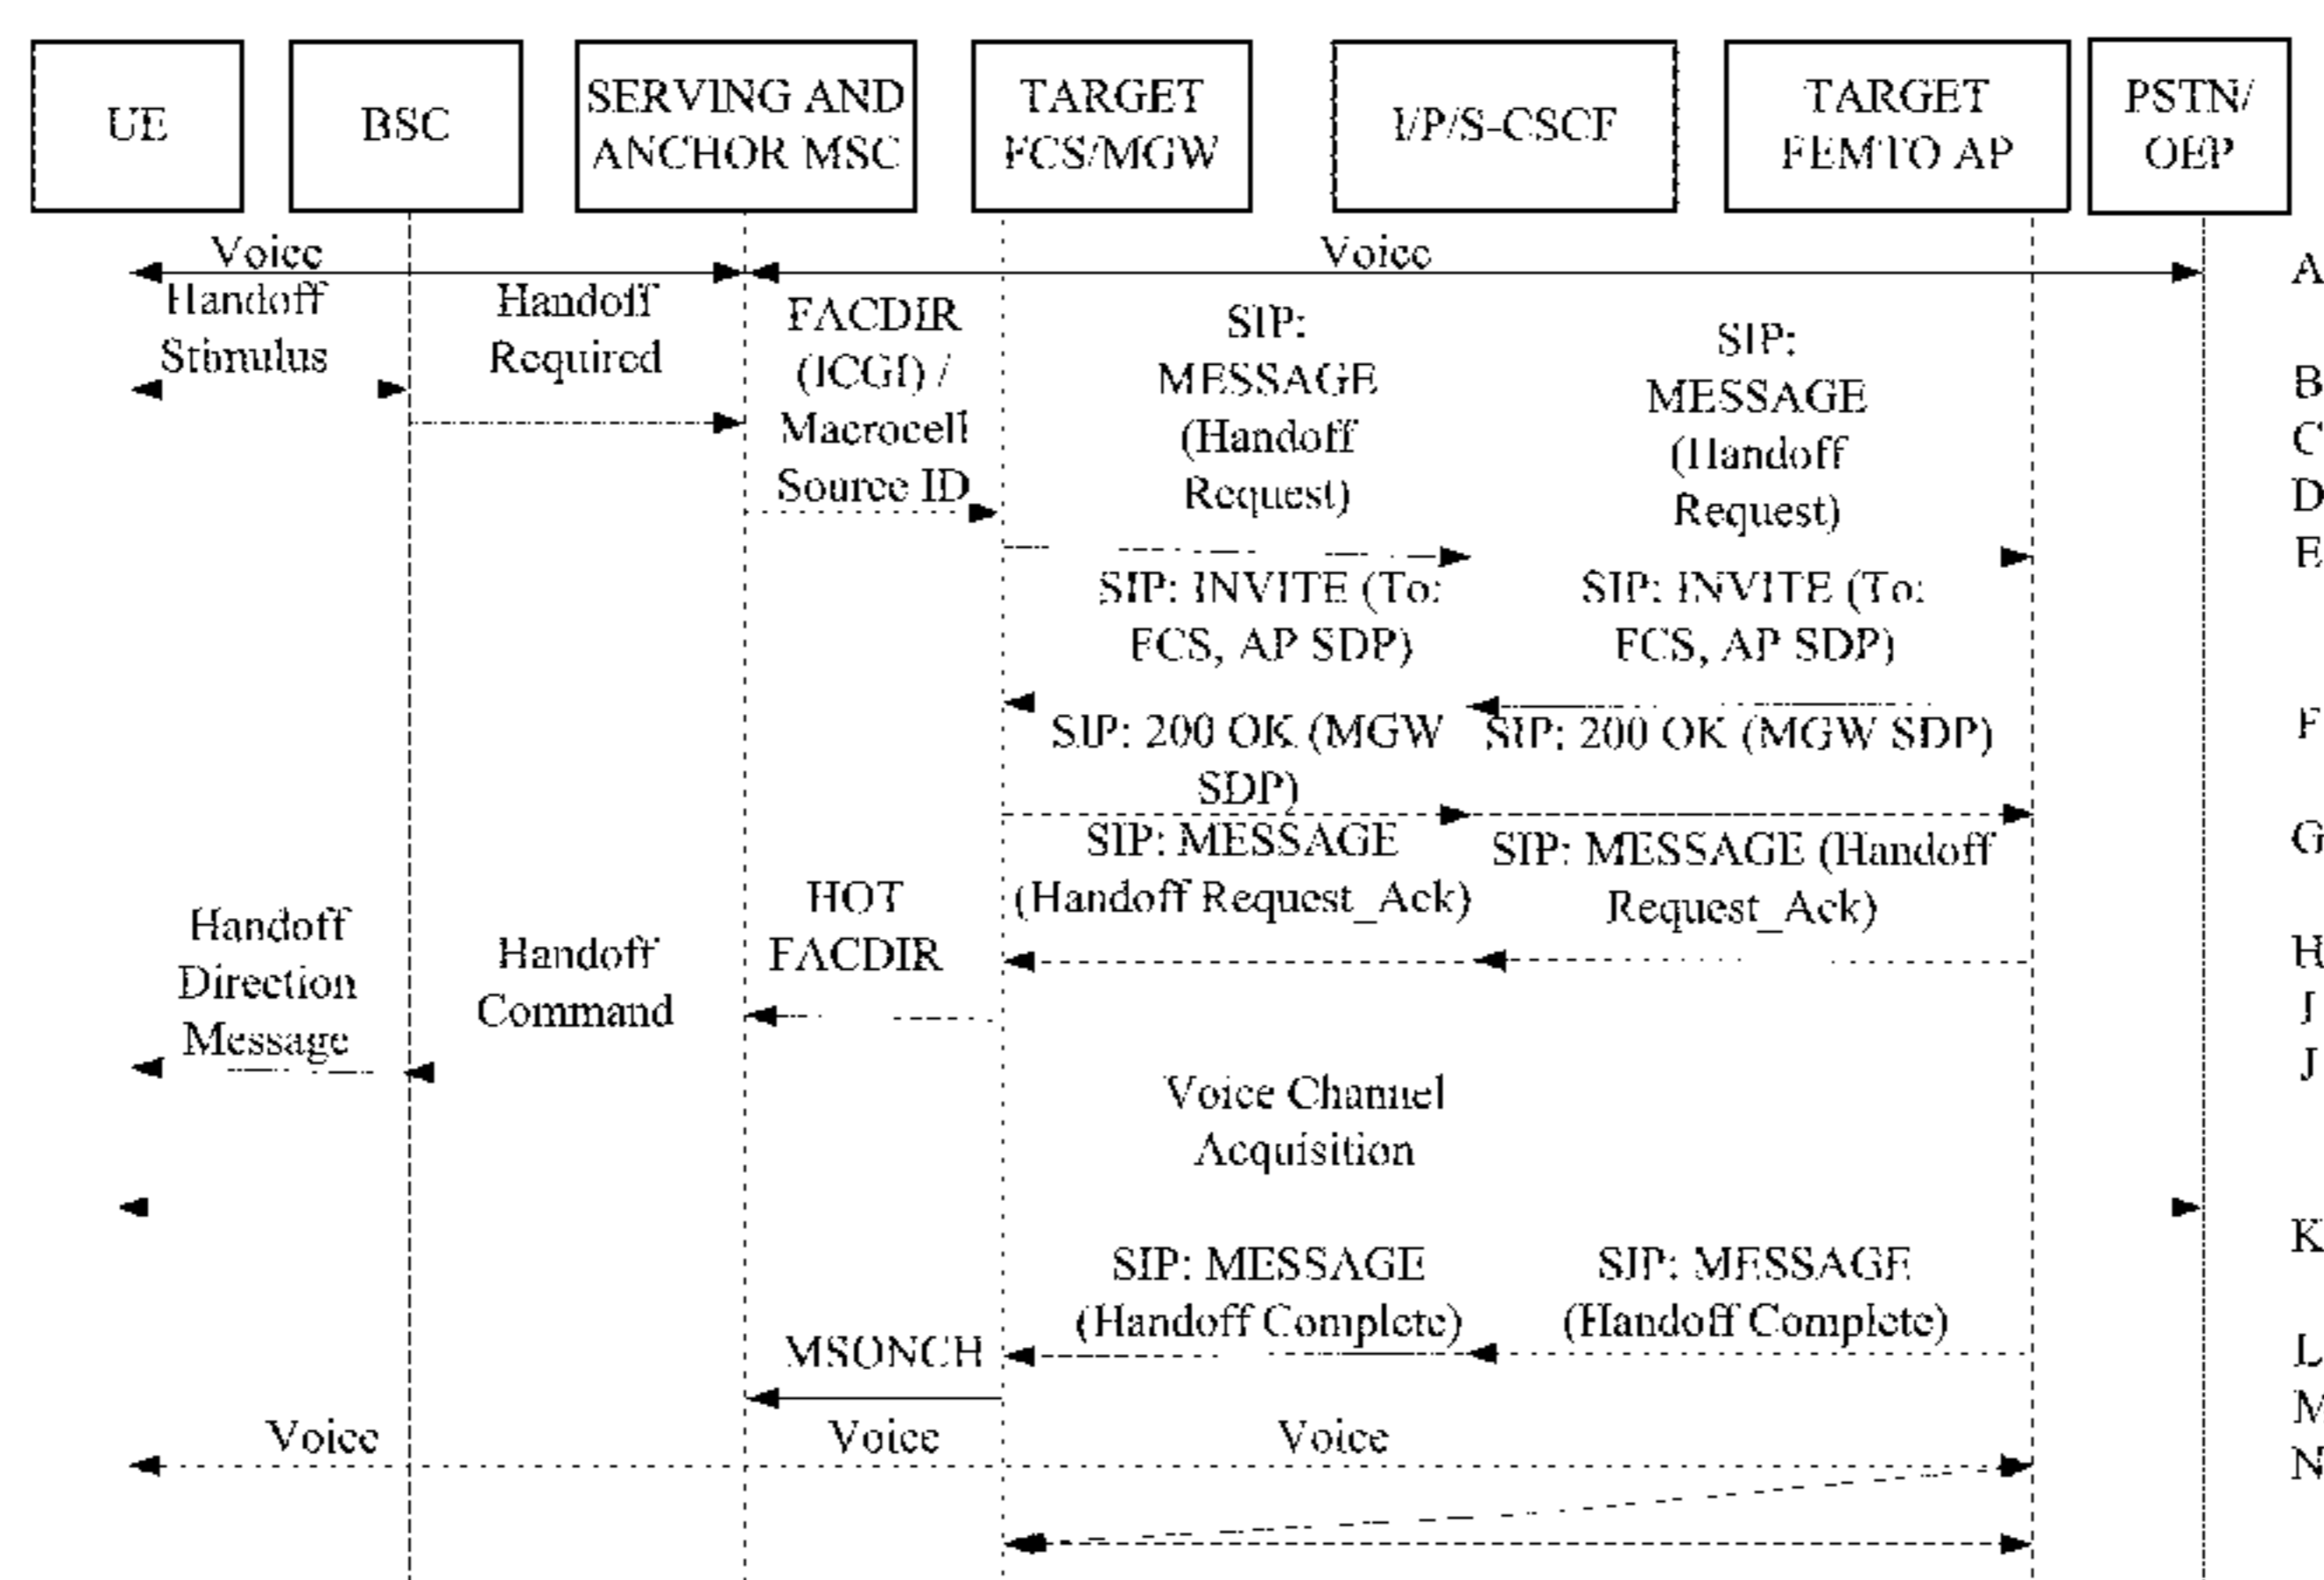 UE
BSC
SERVING AND
ANCHOR MSC
TARGET
FCS/MGW
I/P/S-CSCF
TARGET
FEMTO AP
PSTN/
OEP
Voice
Voice
A
Handoff
Stimulus
Handoff
Required
FACDIR
(ICGI) /
Macrocell
Source ID
SIP:
MESSAGE
(Handoff
Request)
SIP:
MESSAGE
(Handoff
Request)
B
C
D
E
SIP: INVITE (To:
FCS, AP SDP)
SIP: INVITE (To:
FCS, AP SDP)
F
SIP: 200 OK (MGW
SDP)
SIP: 200 OK (MGW SDP)
G
SIP: MESSAGE
(Handoff Request_Ack)
SIP: MESSAGE (Handoff
Request_Ack)
H
HOT
FACDIR
I
Handoff
Direction
Message
Handoff
Command
J
Voice Channel
Acquisition
K
SIP: MESSAGE
(Handoff Complete)
SIP: MESSAGE
(Handoff Complete)
L
MSONCH
M
Voice
Voice
Voice
N